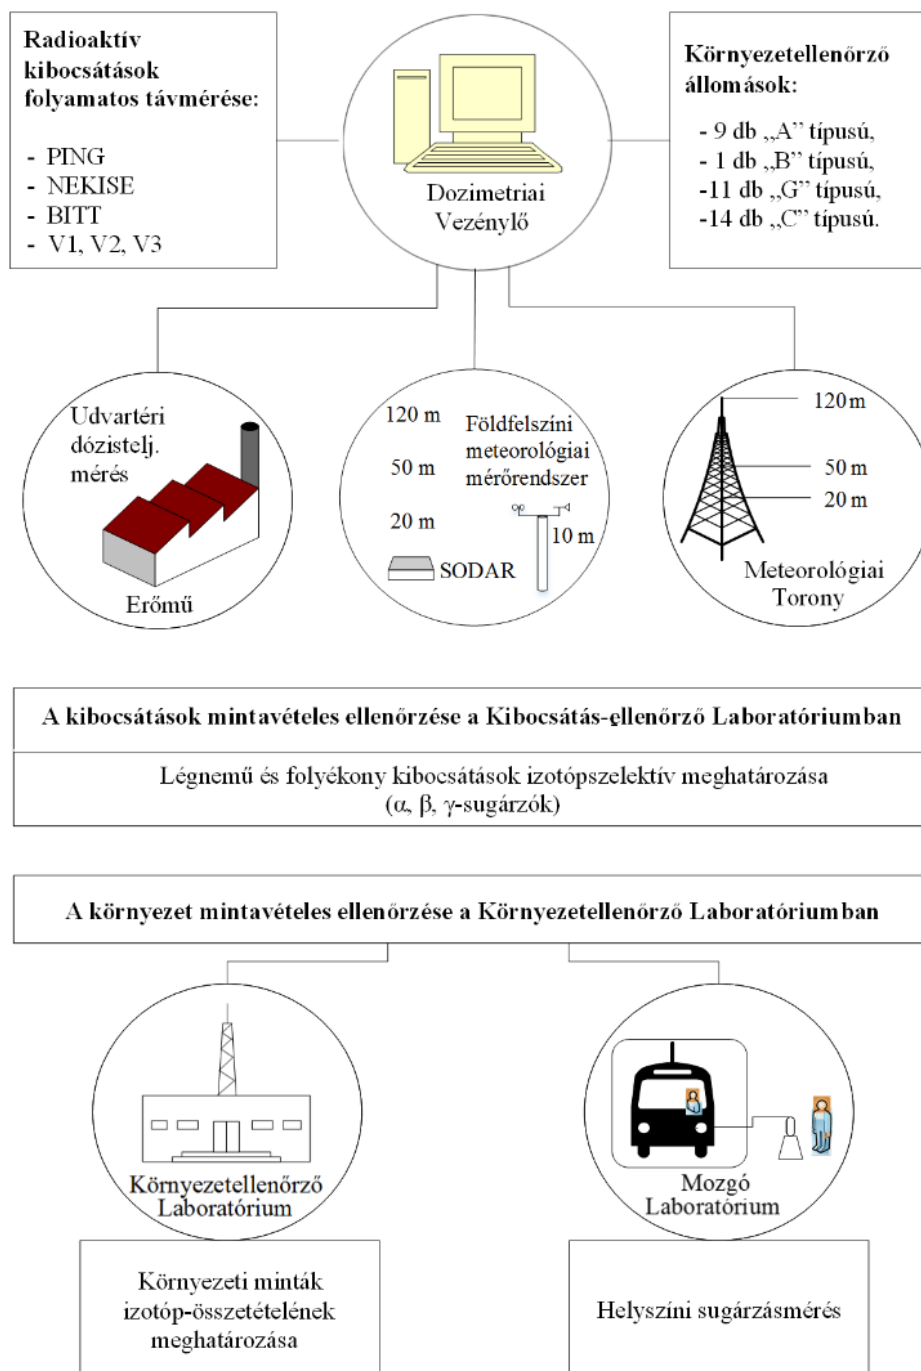 Radioaktív
kibocsátások
folyamatos távmérése:
- PING
- NEKISE
- BITT
- V1, V2, V3
Dozimetriai
Vezénylő
Környezetellenőrző
állomások:
- 9 db „A” típusú,
- 1 db „B” típusú,
-11 db „G” típusú,
-14 db „C” típusú.
Udvartéri
dózistelj.
mérés
Erőmű
120 m
50 m
20 m
SODAR
Földfelszíni
meteorológiai
mérőrendszer
10 m
120 m
50 m
20 m
Meteorológiai
Torony
A kibocsátások mintavételes ellenőrzése a Kibocsátás-ellenőrző Laboratóriumban
Légnemű és folyékony kibocsátások izotópszelektív meghatározása
(α, β, γ-sugárzók)
A környezet mintavételes ellenőrzése a Környezetellenőrző Laboratóriumban
Környezetellenőrző
Laboratórium
Mozgó
Laboratórium
Környezeti minták
izotóp-összetételének
meghatározása
Helyszíni sugárzásmérés